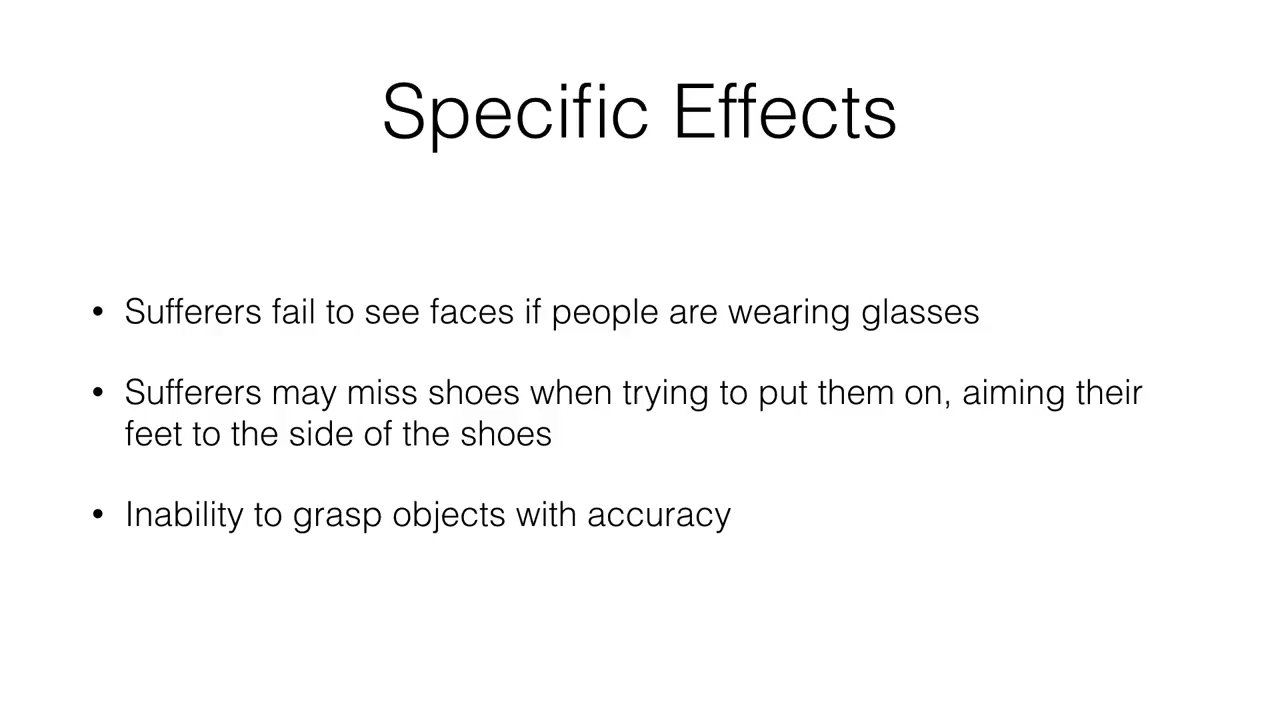 Specific Effects
• Sufferers fail to see faces if people are wearing glasses
• Sufferers may miss shoes when trying to put them on, aiming their
feet to the side of the shoes
• Inability to grasp objects with accuracy